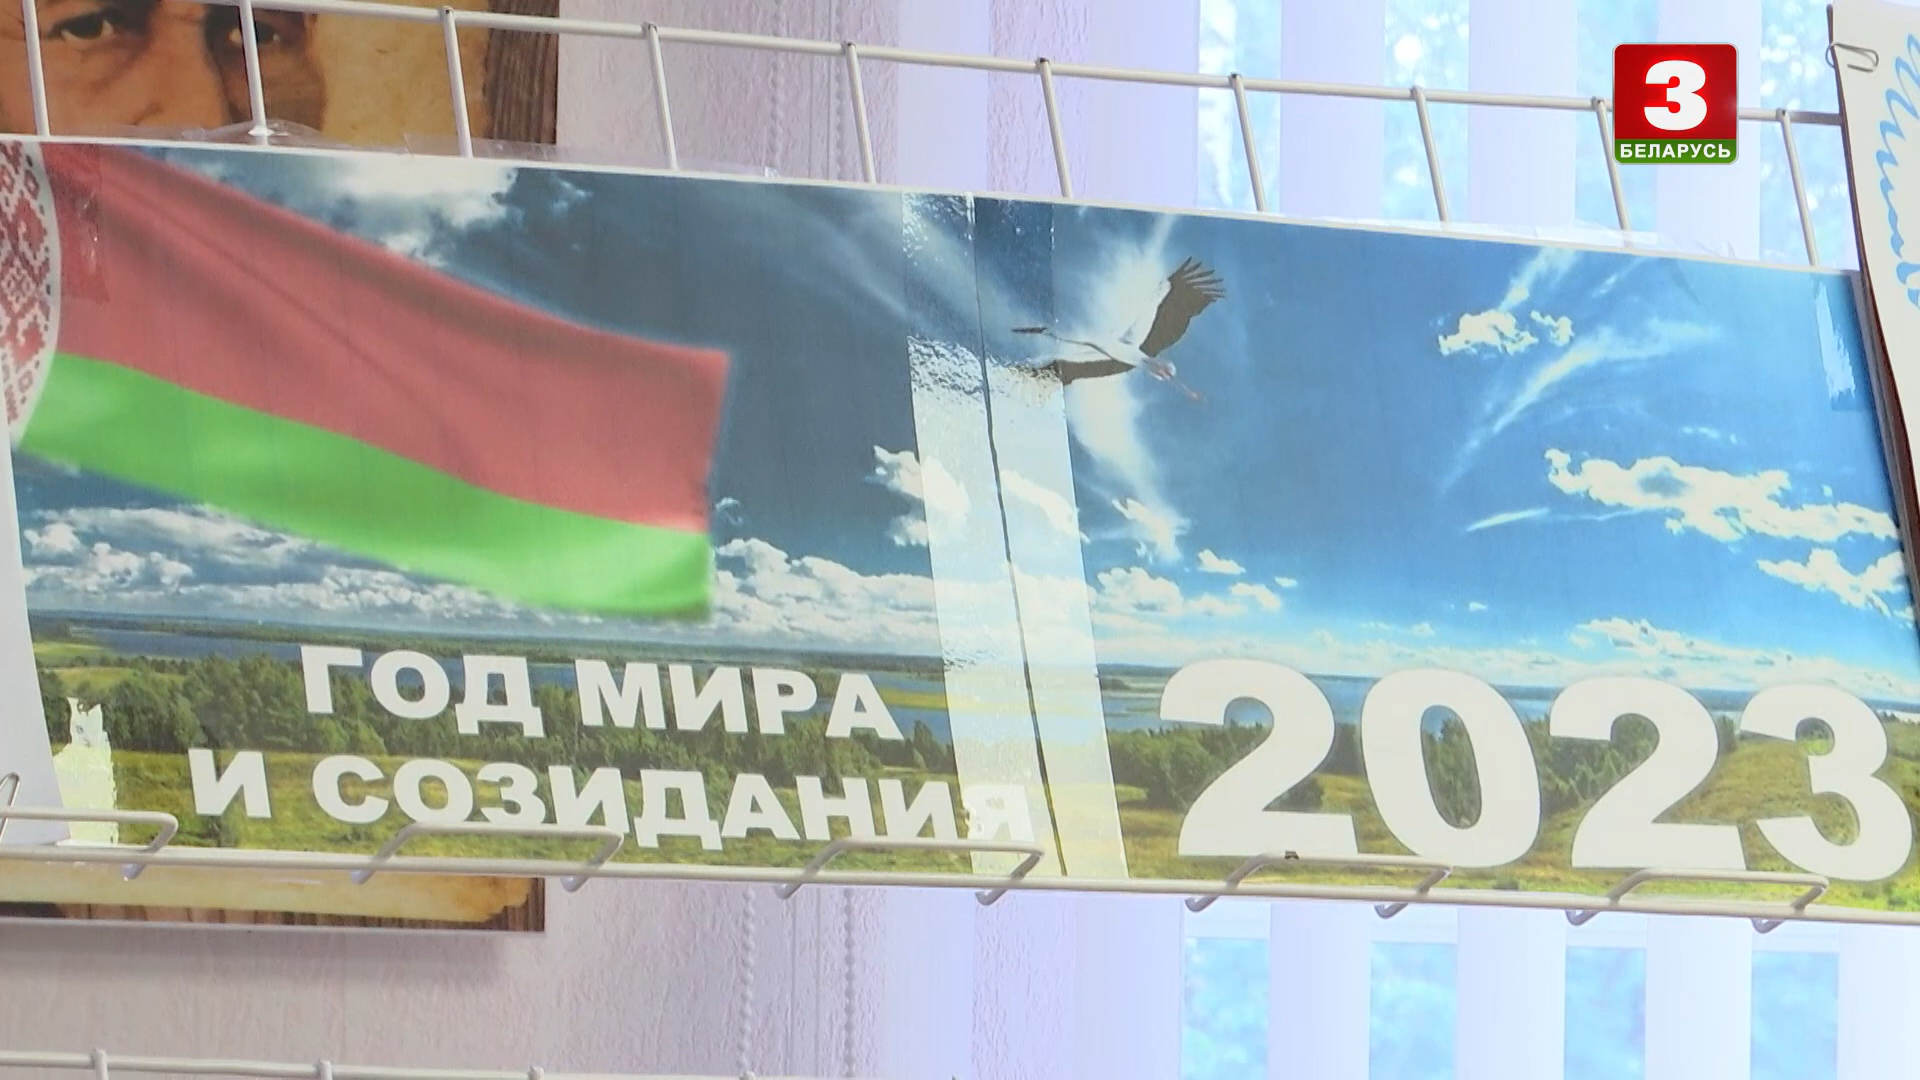 3
БЕЛАРУСЬ
ГОД МИРА
И СОЗИДАНИЯ
2023